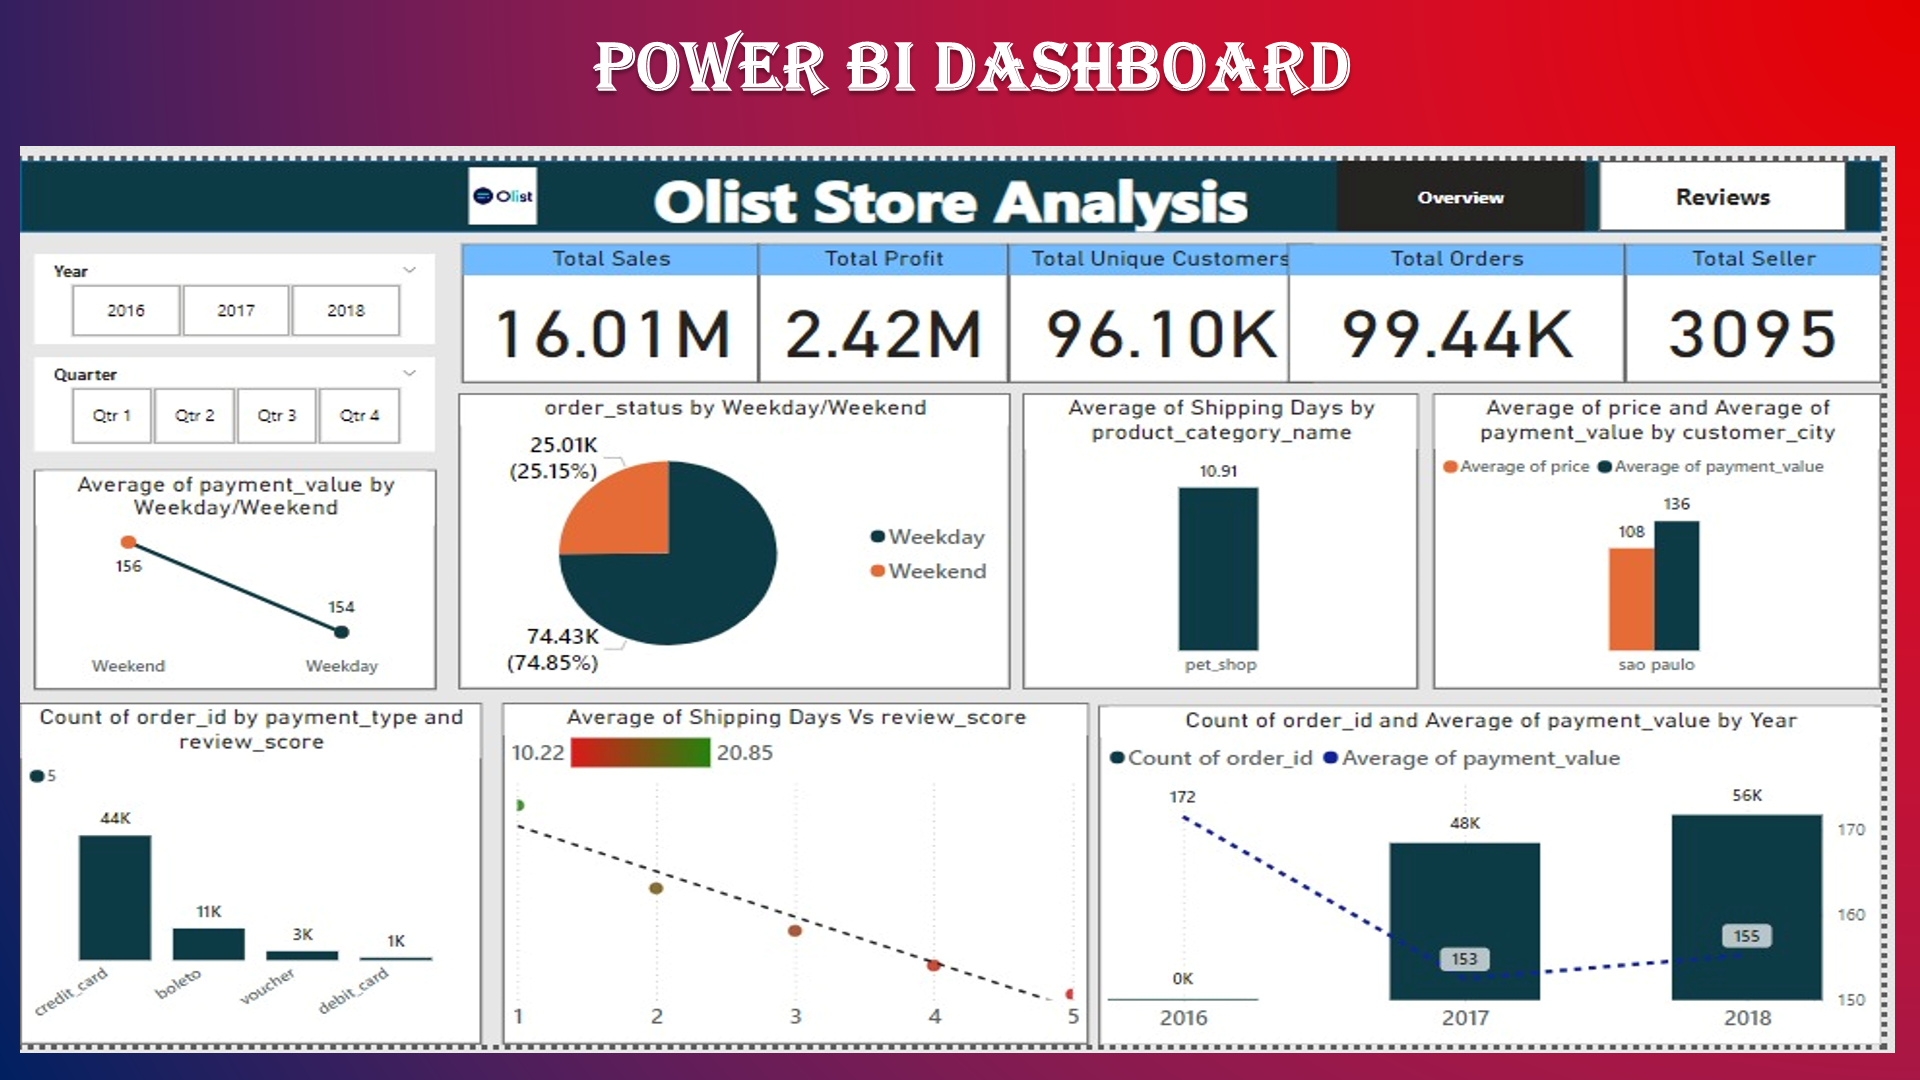 POWER BI DASHBOARD
Olist
Olist Store Analysis
Overview
Reviews
Year
2016
2017
2018
Quarter
Qtr 1
Qtr 2
Qtr 3
Qtr 4
Total Sales
16.01M
Total Profit
2.42M
Total Unique Customers
96.10K
Total Orders
99.44K
Total Seller
3095
Average of payment_value by
Weekday/Weekend
156
154
Weekend
Weekday
order_status by Weekday/Weekend
25.01K
(25.15%)
74.43K
(74.85%)
Weekday
Weekend
Average of Shipping Days by
product_category_name
10.91
pet_shop
Average of price and Average of
payment_value by customer_city
Average of price
Average of payment_value
108
136
sao paulo
Count of order_id by payment_type and
review_score
5
44K
11K
3K
1K
credit_card
boleto
voucher
debit_card
Average of Shipping Days Vs review_score
10.22
20.85
1
2
3
4
5
Count of order_id and Average of payment_value by Year
Count of order_id
Average of payment_value
172
48K
56K
0K
153
155
170
160
150
2016
2017
2018